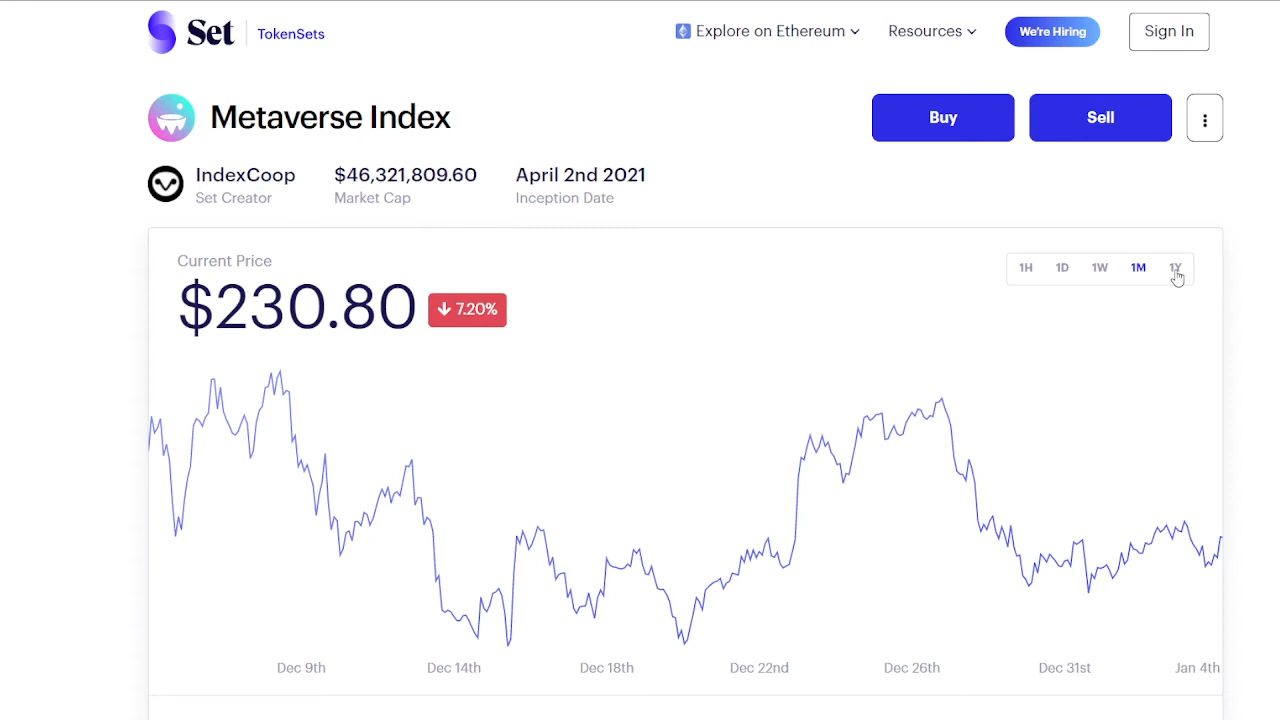 Set TokenSets Explore on Ethereum Resources We're Hiring Sign In
Metaverse Index Buy Sell
IndexCoop $46,321,809.60 April 2nd 2021
Set Creator Market Cap Inception Date
Current Price
1H 1D 1W 1M 1Y
$230.80 7.20%
Dec 9th Dec 14th Dec 18th Dec 22nd Dec 26th Dec 31st Jan 4th